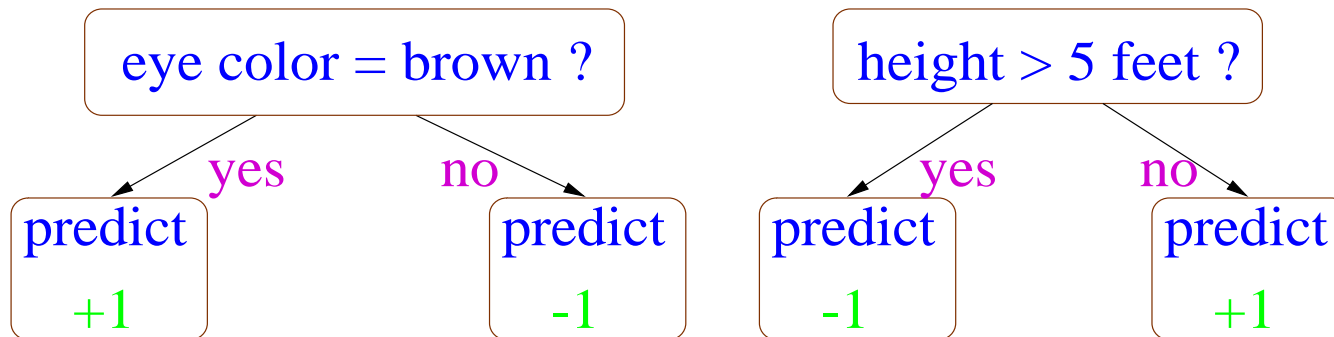 eye color = brown ?
yes
no
predict
+1
predict
-1
height > 5 feet ?
yes
no
predict
-1
predict
+1